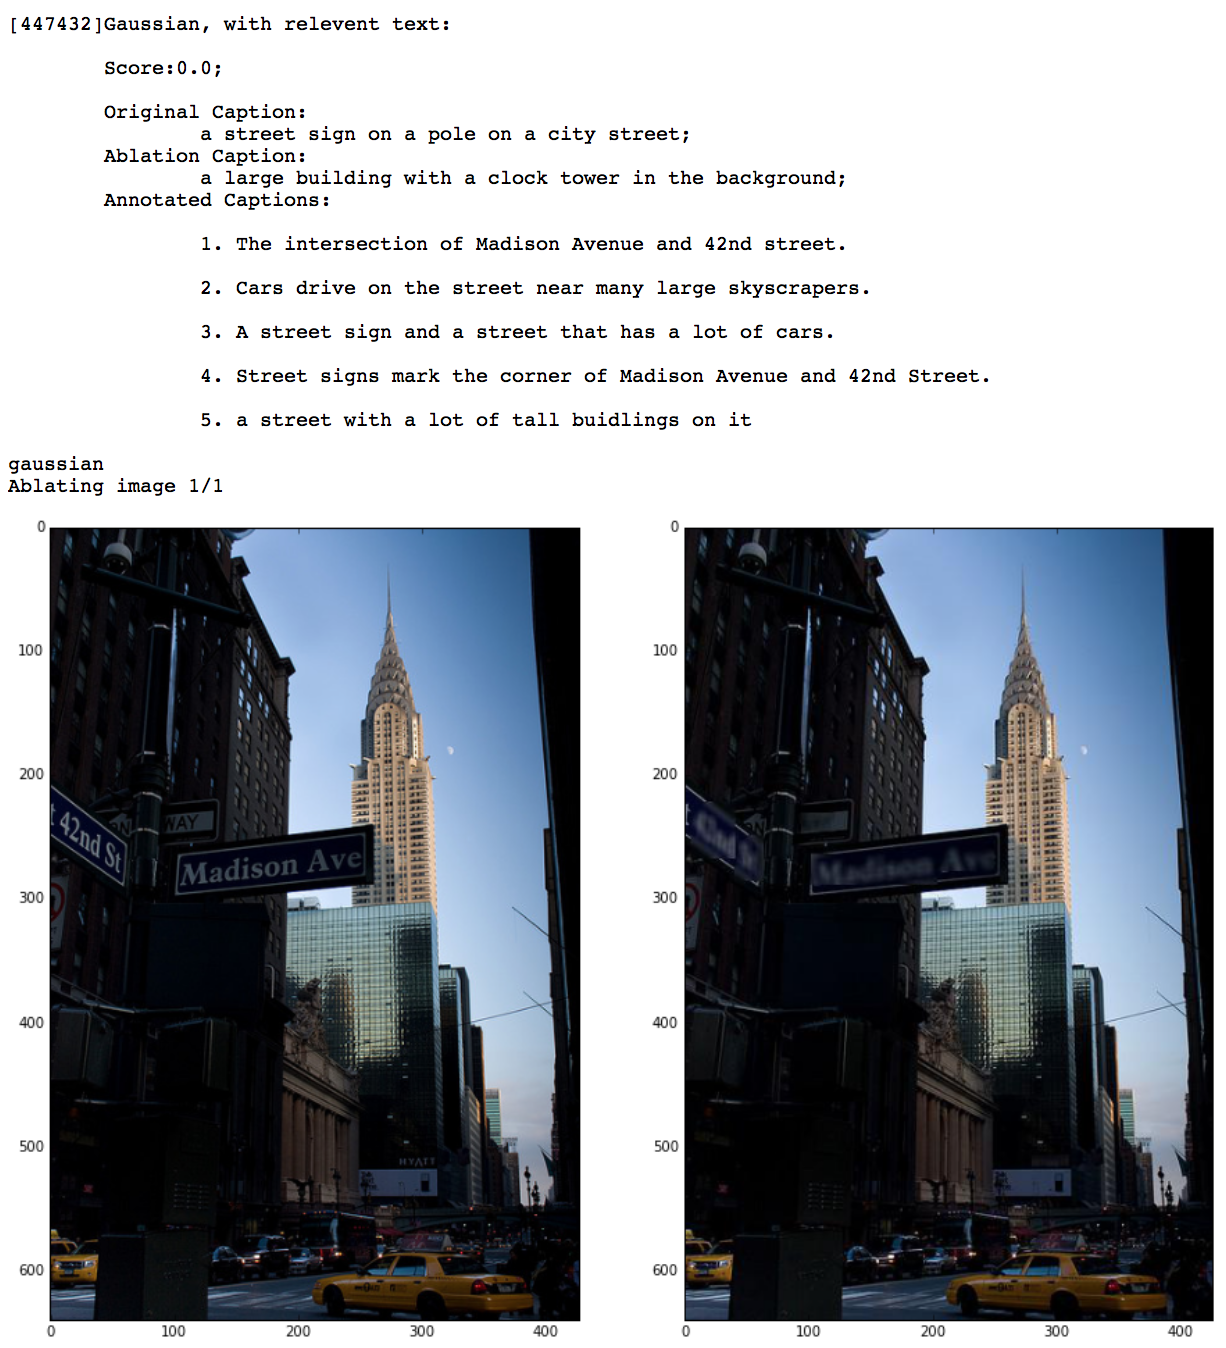 [447432]Gaussian, with relevent text:
Score:0.0;
Original Caption:
a street sign on a pole on a city street;
Ablation Caption:
a large building with a clock tower in the background;
Annotated Captions:
1. The intersection of Madison Avenue and 42nd street.
2. Cars drive on the street near many large skyscrapers.
3. A street sign and a street that has a lot of cars.
4. Street signs mark the corner of Madison Avenue and 42nd Street.
5. a street with a lot of tall buidlings on it
gaussian
Ablating image 1/1
0
100
200
300
400
500
600
0 100 200 300 400
t 42nd St
ON WAY
Madison Ave
HYATT
0
100
200
300
400
500
600
0 100 200 300 400
t
ON
Madison Ave